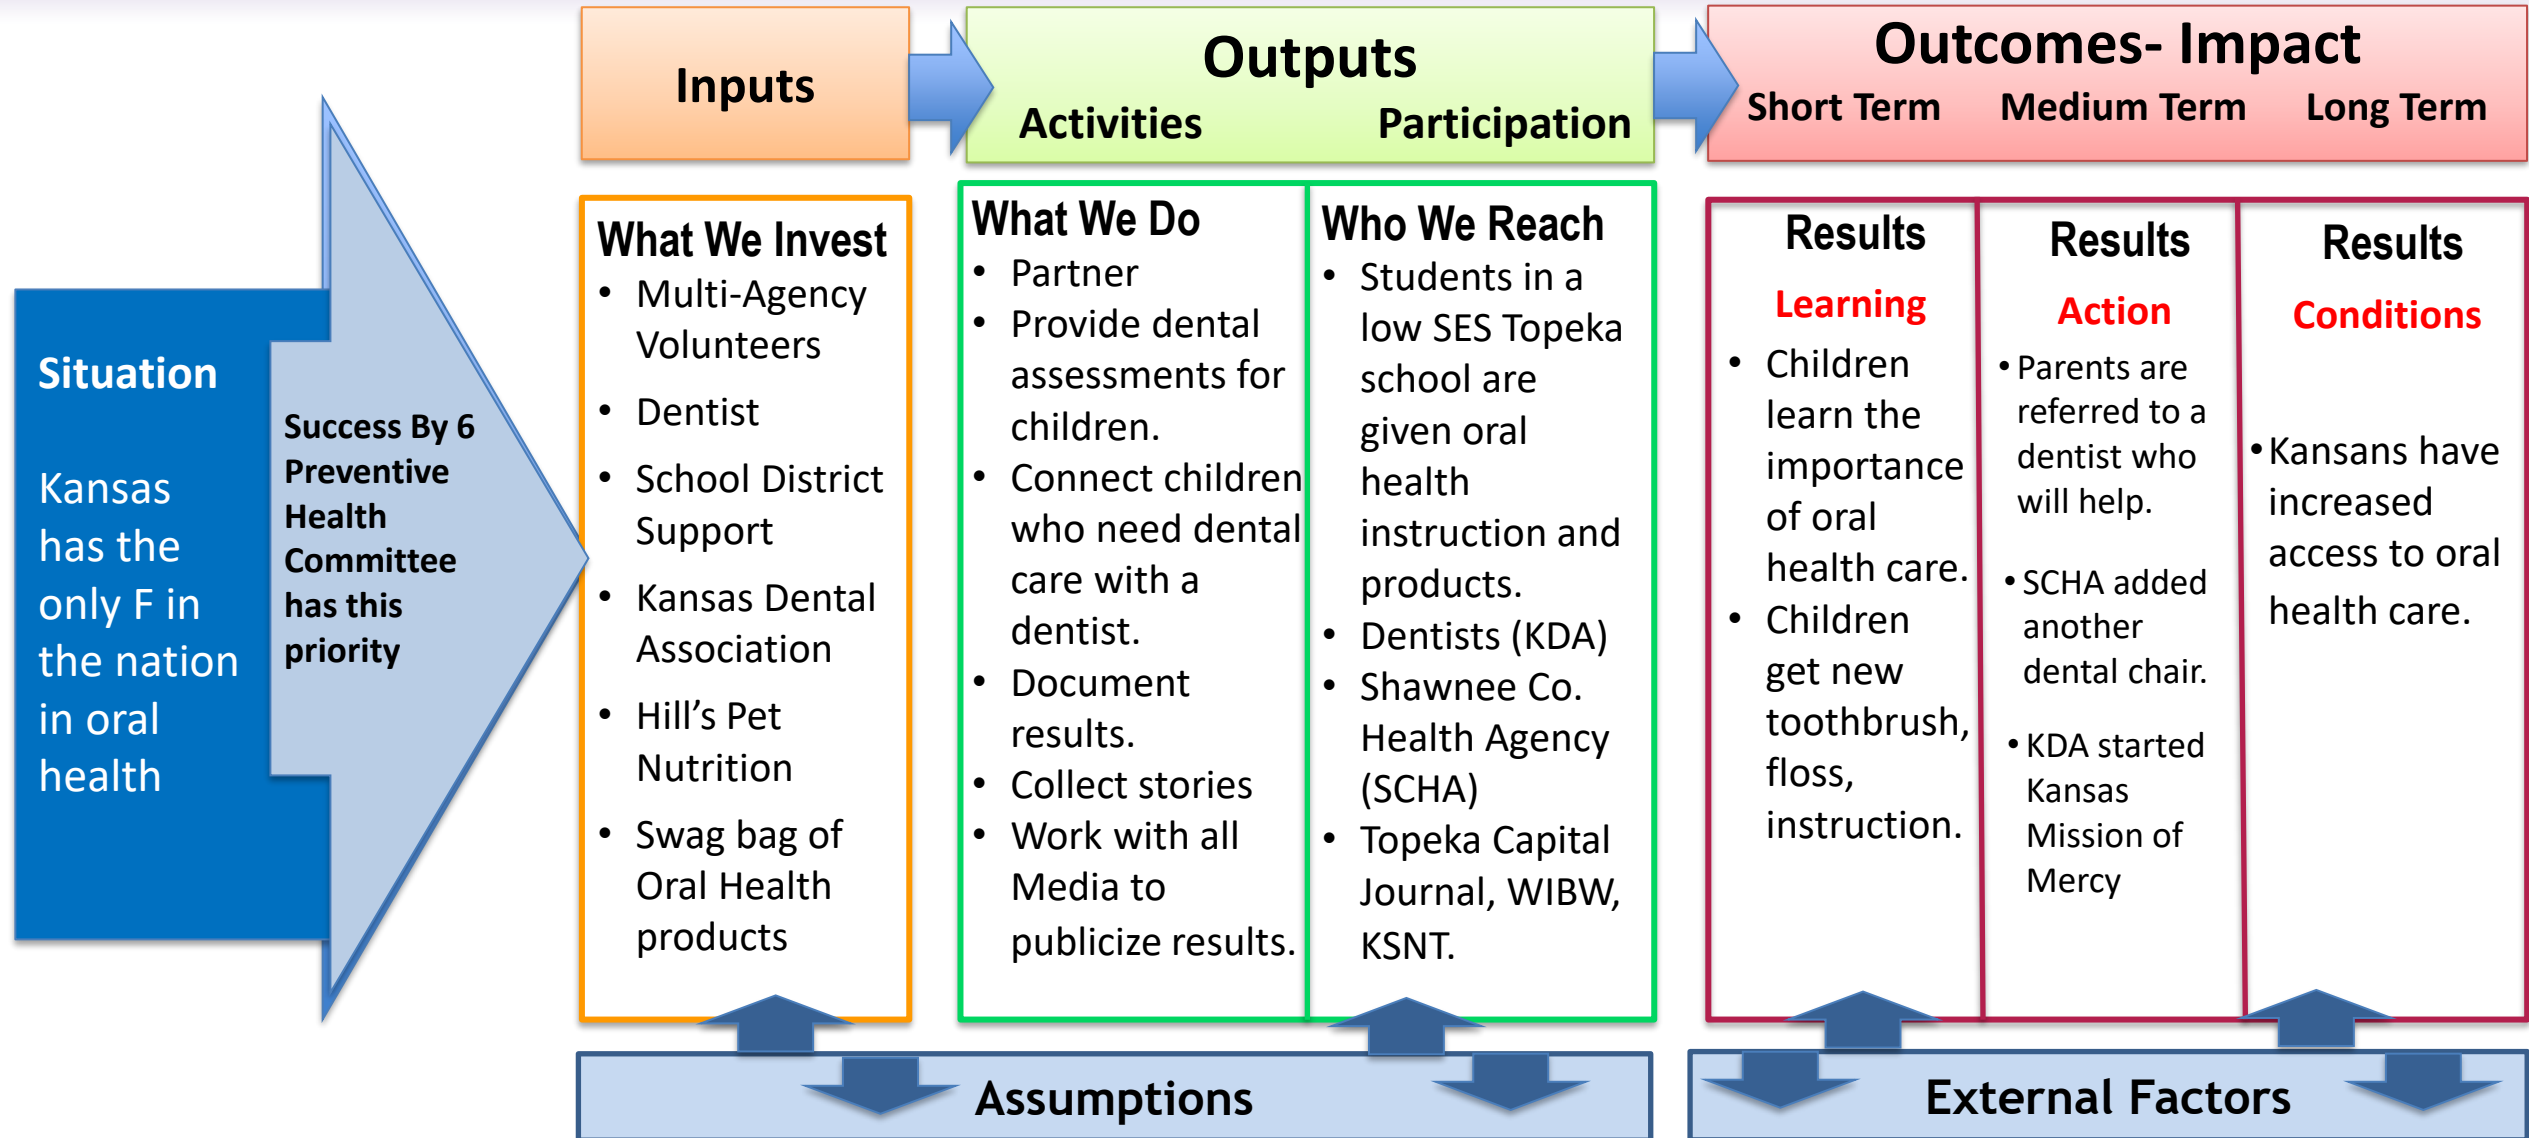 Inputs
Outputs
Activities
Participation
Outcomes- Impact
Short Term
Medium Term
Long Term
Situation
Kansas
has the
only F in
the nation
in oral
health
Success By 6
Preventive
Health
Committee
has this
priority
What We Invest
• Multi-Agency
Volunteers
• Dentist
• School District
Support
• Kansas Dental
Association
• Hill’s Pet
Nutrition
• Swag bag of
Oral Health
products
What We Do
• Partner
• Provide dental
assessments for
children.
• Connect children
who need dental
care with a
dentist.
• Document
results.
• Collect stories
• Work with all
Media to
publicize results.
Who We Reach
• Students in a
low SES Topeka
school are
given oral
health
instruction and
products.
• Dentists (KDA)
• Shawnee Co.
Health Agency
(SCHA)
• Topeka Capital
Journal, WIBW,
KSNT.
Results
Learning
• Children
learn the
importance
of oral
health care.
• Children
get new
toothbrush,
floss,
instruction.
Results
Action
• Parents are
referred to a
dentist who
will help.
• SCHA added
another
dental chair.
• KDA started
Kansas
Mission of
Mercy
Results
Conditions
• Kansans have
increased
access to oral
health care.
Assumptions
External Factors